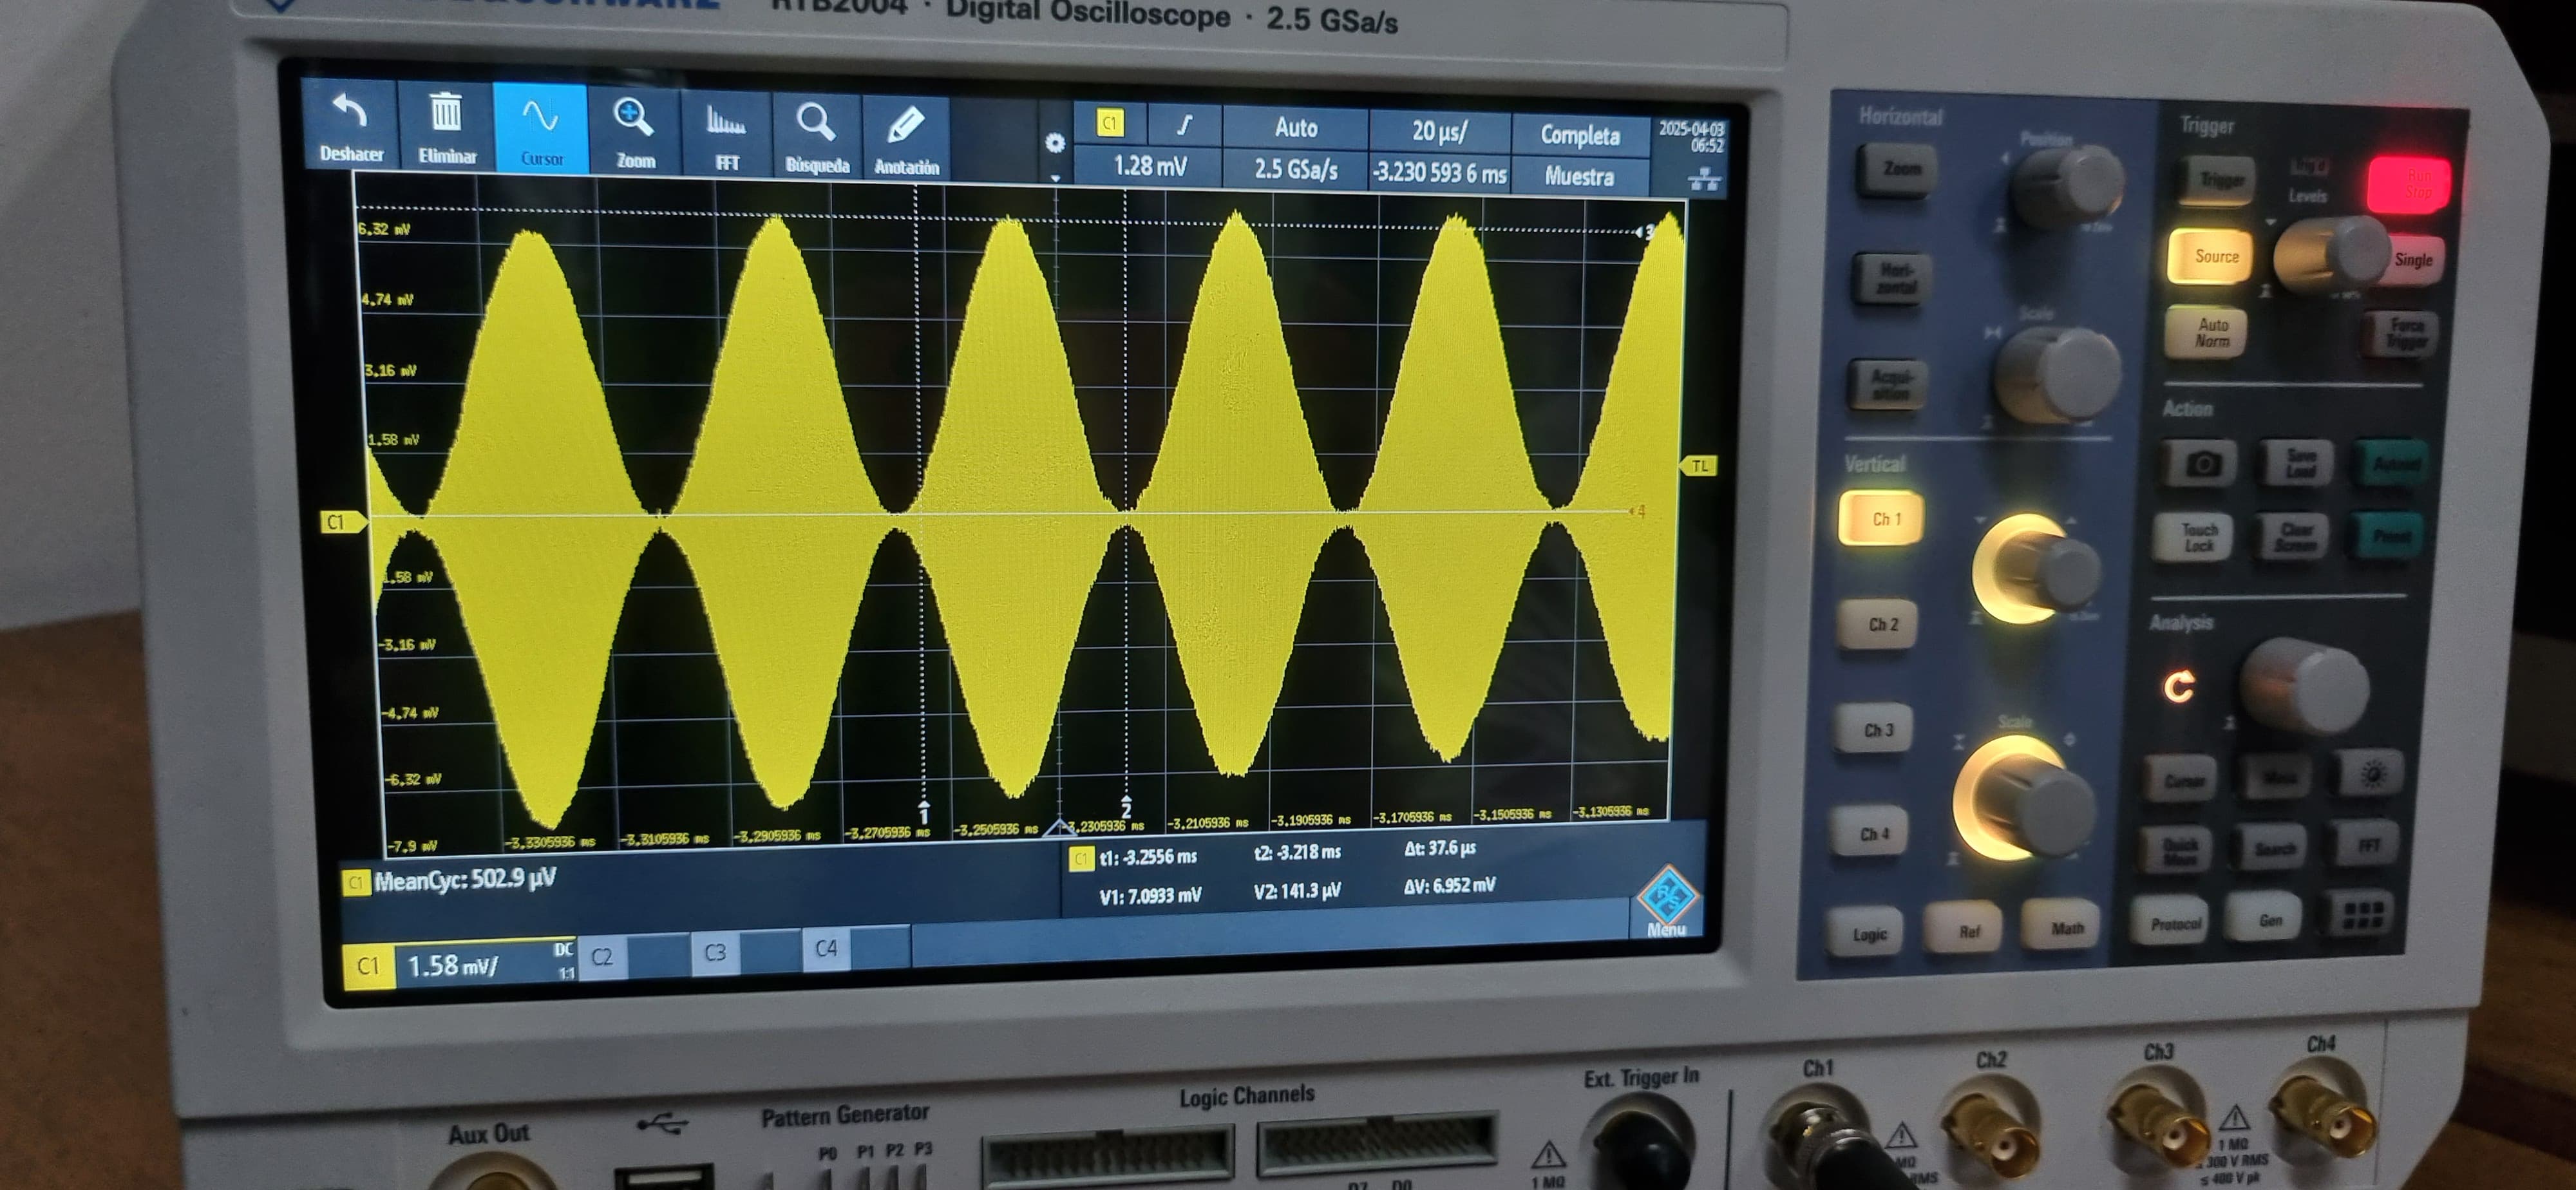 RTB2004 · Digital Oscilloscope · 2.5 GSa/s
Deshacer
Eliminar
Cursor
Zoom
FFT
Búsqueda
Anotación
C1
Auto
20 µs/
Completa
2025-04-03
06:52
1.28 mV
2.5 GSa/s
-3.230 593 6 ms
Muestra
6.32 mV
4.74 mV
3.16 mV
1.58 mV
C1
TL
3
4
1.58 mV
-3.16 mV
-4.74 mV
-6.32 mV
-7.9 mV
1
2
-3.3305936 ms
-3.3105936 ms
-3.2905936 ms
-3.2705936 ms
-3.2505936 ms
-3.2305936 ms
-3.2105936 ms
-3.1905936 ms
-3.1705936 ms
-3.1505936 ms
-3.1305936 ms
C1 MeanCyc: 502.9 µV
C1 t1: -3.2556 ms t2: -3.218 ms Δt: 37.6 µs
V1: 7.0933 mV V2: 141.3 µV ΔV: 6.952 mV
Menu
C1 1.58 mV/ DC 1:1
C2
C3
C4
Horizontal
Position
Zoom
Hori-
zontal
Scale
Acqui-
sition
Vertical
Ch 1
Ch 2
Ch 3
Scale
Ch 4
Logic
Ref
Math
Trigger
Trigger
Levels
Run
Stop
Source
Single
Auto
Norm
Force
Trigger
Action
Save
Load
Autoset
Touch
Lock
Clear
Screen
Preset
Analysis
Cursor
Meas
Quick
Meas
Search
FFT
Protocol
Gen
Aux Out
Pattern Generator
P0 P1 P2 P3
Logic Channels
Ext. Trigger In
1 MΩ
Ch1
Ch2
Ch3
Ch4
1 MΩ
300 V RMS
≤ 400 V pk